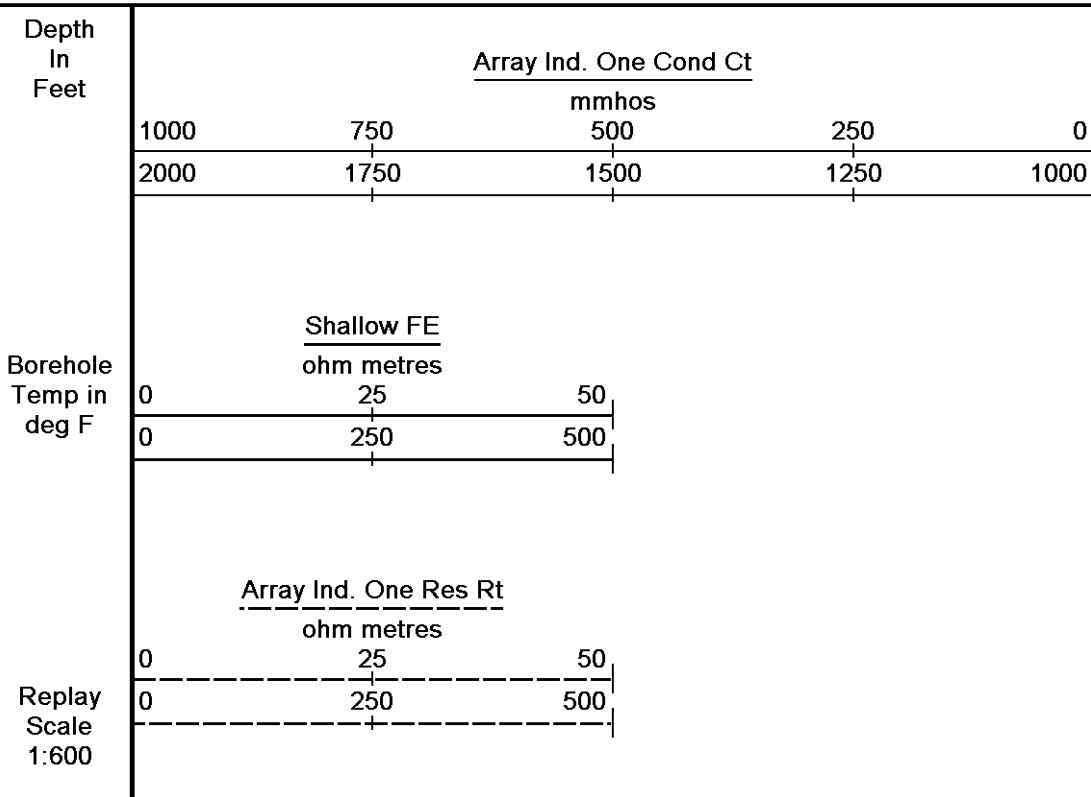 Depth
In
Feet
Array Ind. One Cond Ct
mmhos
1000 750 500 250 0
2000 1750 1500 1250 1000
Shallow FE
ohm metres
Borehole
Temp in
deg F
0 25 50
0 250 500
Array Ind. One Res Rt
ohm metres
0 25 50
0 250 500
Replay
Scale
1:600